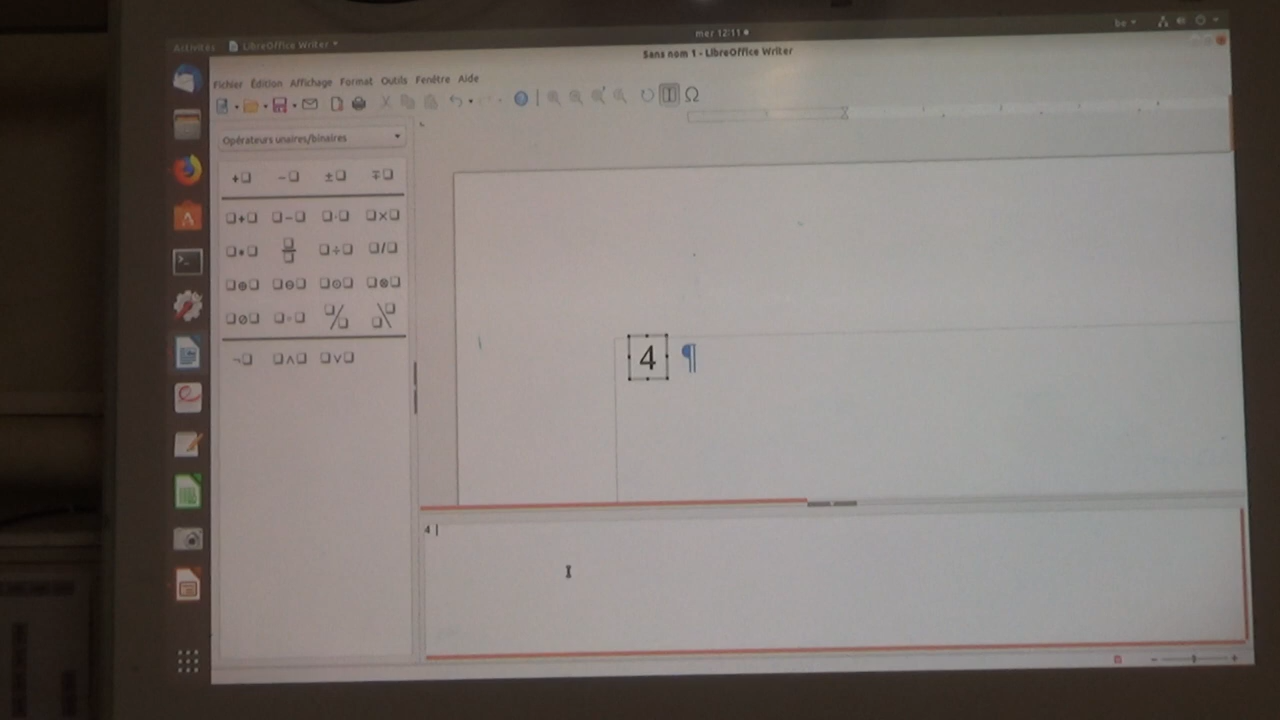 Activités LibreOffice Writer mer 12:11 be
Sans nom 1 - LibreOffice Writer
Fichier Édition Affichage Format Outils Fenêtre Aide
Ω
Opérateurs unaires/binaires
+□ −□ ±□ ∓□
□+□ □−□ □·□ □×□
□∗□ □/□ □÷□ □/□
□⊕□ □⊖□ □⊙□ □⊗□
□⊘□ □∘□ □/□ □\□
¬□ □∧□ □∨□
4 ¶
4